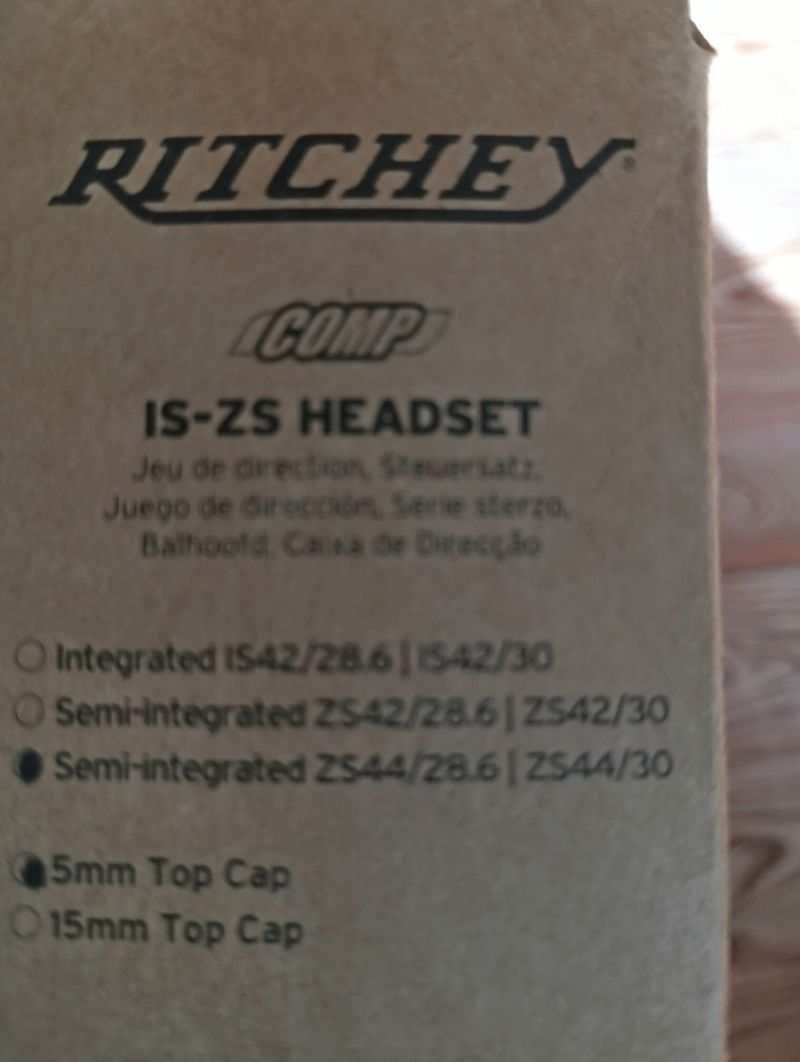 RITCHEY®
COMP
IS-ZS HEADSET
Jeu de direction, Steuersatz,
Juego de dirección, Serie sterzo,
Balhoofd, Caixa de Direcção
Integrated IS42/28.6 | IS42/30
Semi-integrated ZS42/28.6 | ZS42/30
Semi-integrated ZS44/28.6 | ZS44/30
5mm Top Cap
15mm Top Cap